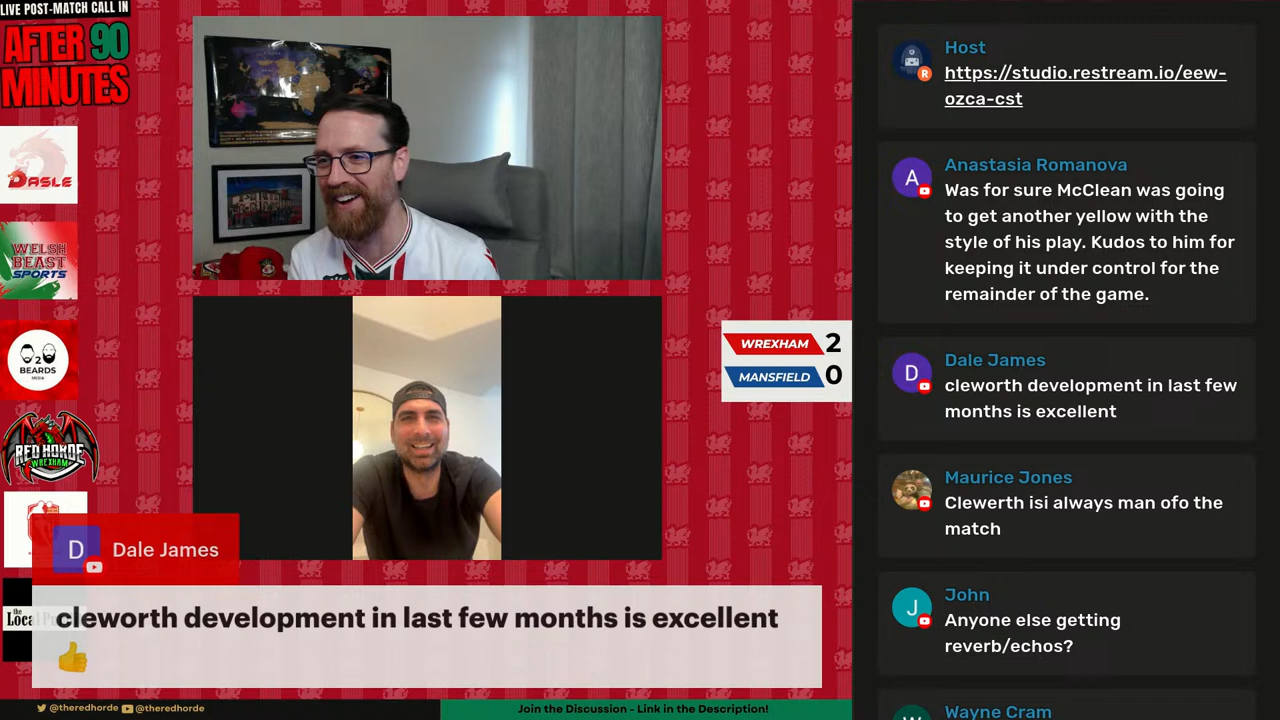 LIVE POST-MATCH CALL IN
AFTER 90
MINUTES
DASLE
WELSH
BEAST
SPORTS
2
BEARDS
MEDIA
RED HORDE
WREXHAM
the
Local
WREXHAM 2
MANSFIELD 0
D Dale James
cleworth development in last few months is excellent
👍
@theredhorde @theredhorde
Join the Discussion - Link in the Description!
Host
https://studio.restream.io/eew-
ozca-cst
R
A
Anastasia Romanova
Was for sure McClean was going
to get another yellow with the
style of his play. Kudos to him for
keeping it under control for the
remainder of the game.
D
Dale James
cleworth development in last few
months is excellent
Maurice Jones
Clewerth isi always man ofo the
match
J
John
Anyone else getting
reverb/echos?
Wayne Cram